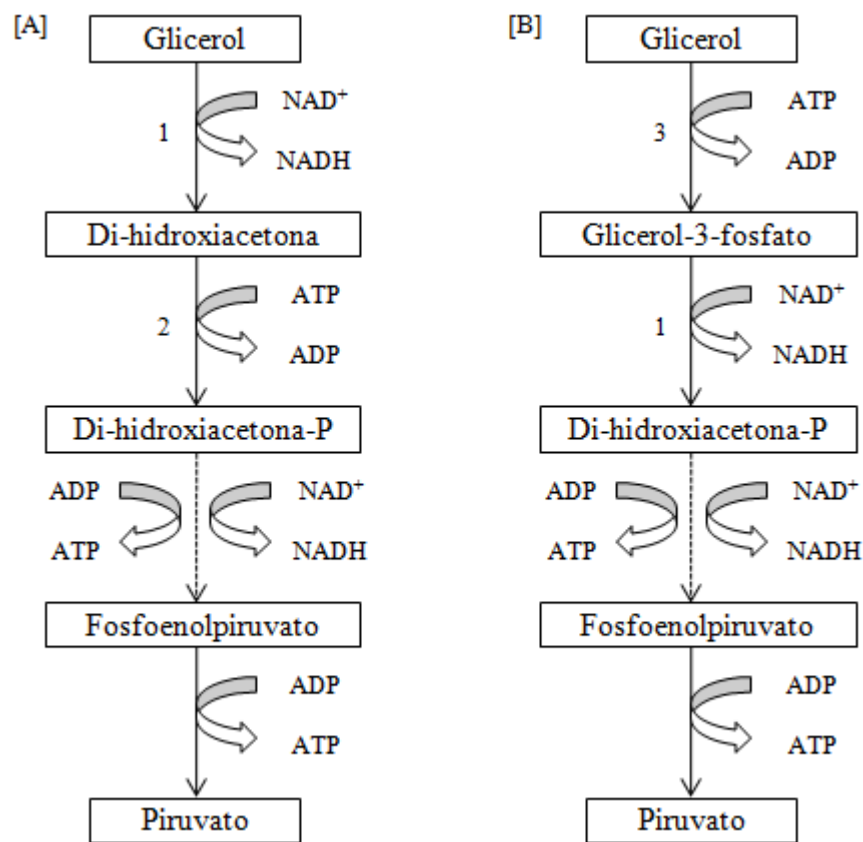 [A]
Glicerol
NAD⁺
1
NADH
Di-hidroxiacetona
ATP
2
ADP
Di-hidroxiacetona-P
ADP
NAD⁺
ATP
NADH
Fosfoenolpiruvato
ADP
ATP
Piruvato
[B]
Glicerol
ATP
3
ADP
Glicerol-3-fosfato
NAD⁺
1
NADH
Di-hidroxiacetona-P
ADP
NAD⁺
ATP
NADH
Fosfoenolpiruvato
ADP
ATP
Piruvato